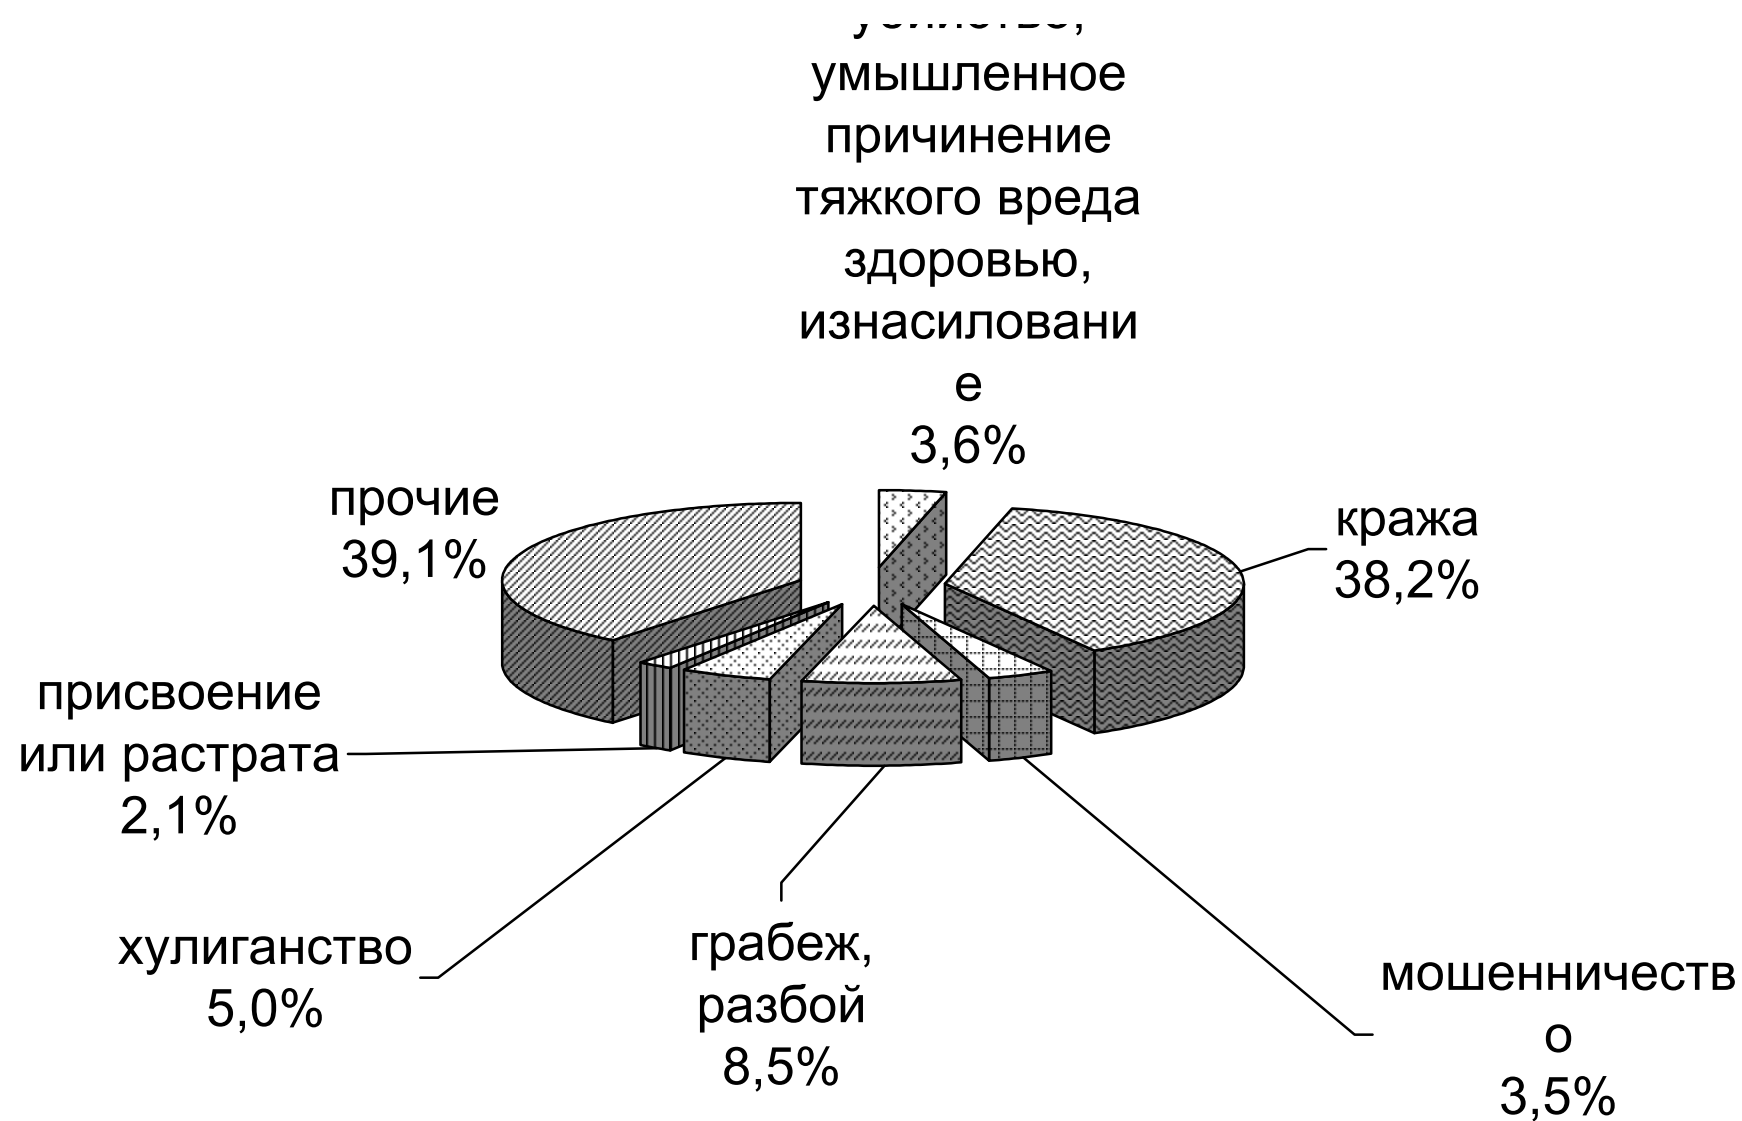 убийство,
умышленное
причинение
тяжкого вреда
здоровью,
изнасиловани
е
3,6%
прочие
39,1%
кража
38,2%
присвоение
или растрата
2,1%
хулиганство
5,0%
грабеж,
разбой
8,5%
мошенничеств
о
3,5%